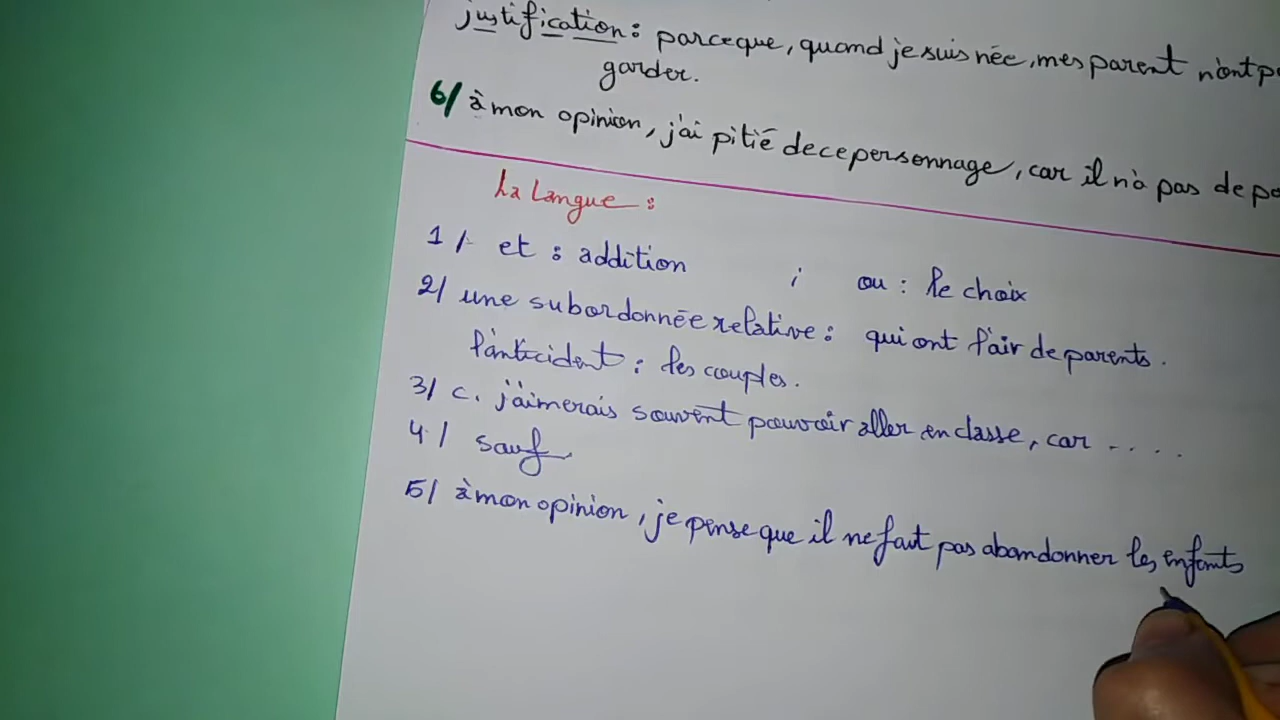 justification: parceque, quand je suis née, mes parent n'ont
garder.
6/ à mon opinion, j'ai pitié de ce personnage, car il n'a pas de
La langue :
1/ et : addition ; ou : le choix
2/ une subordonnée relative : qui ont l'air de parents.
l'antécident : les couples.
3/ c. j'aimerais souvent pouvoir aller en classe, car ....
4/ sauf
5/ à mon opinion, je pense que il ne faut pas abandonner les enfants